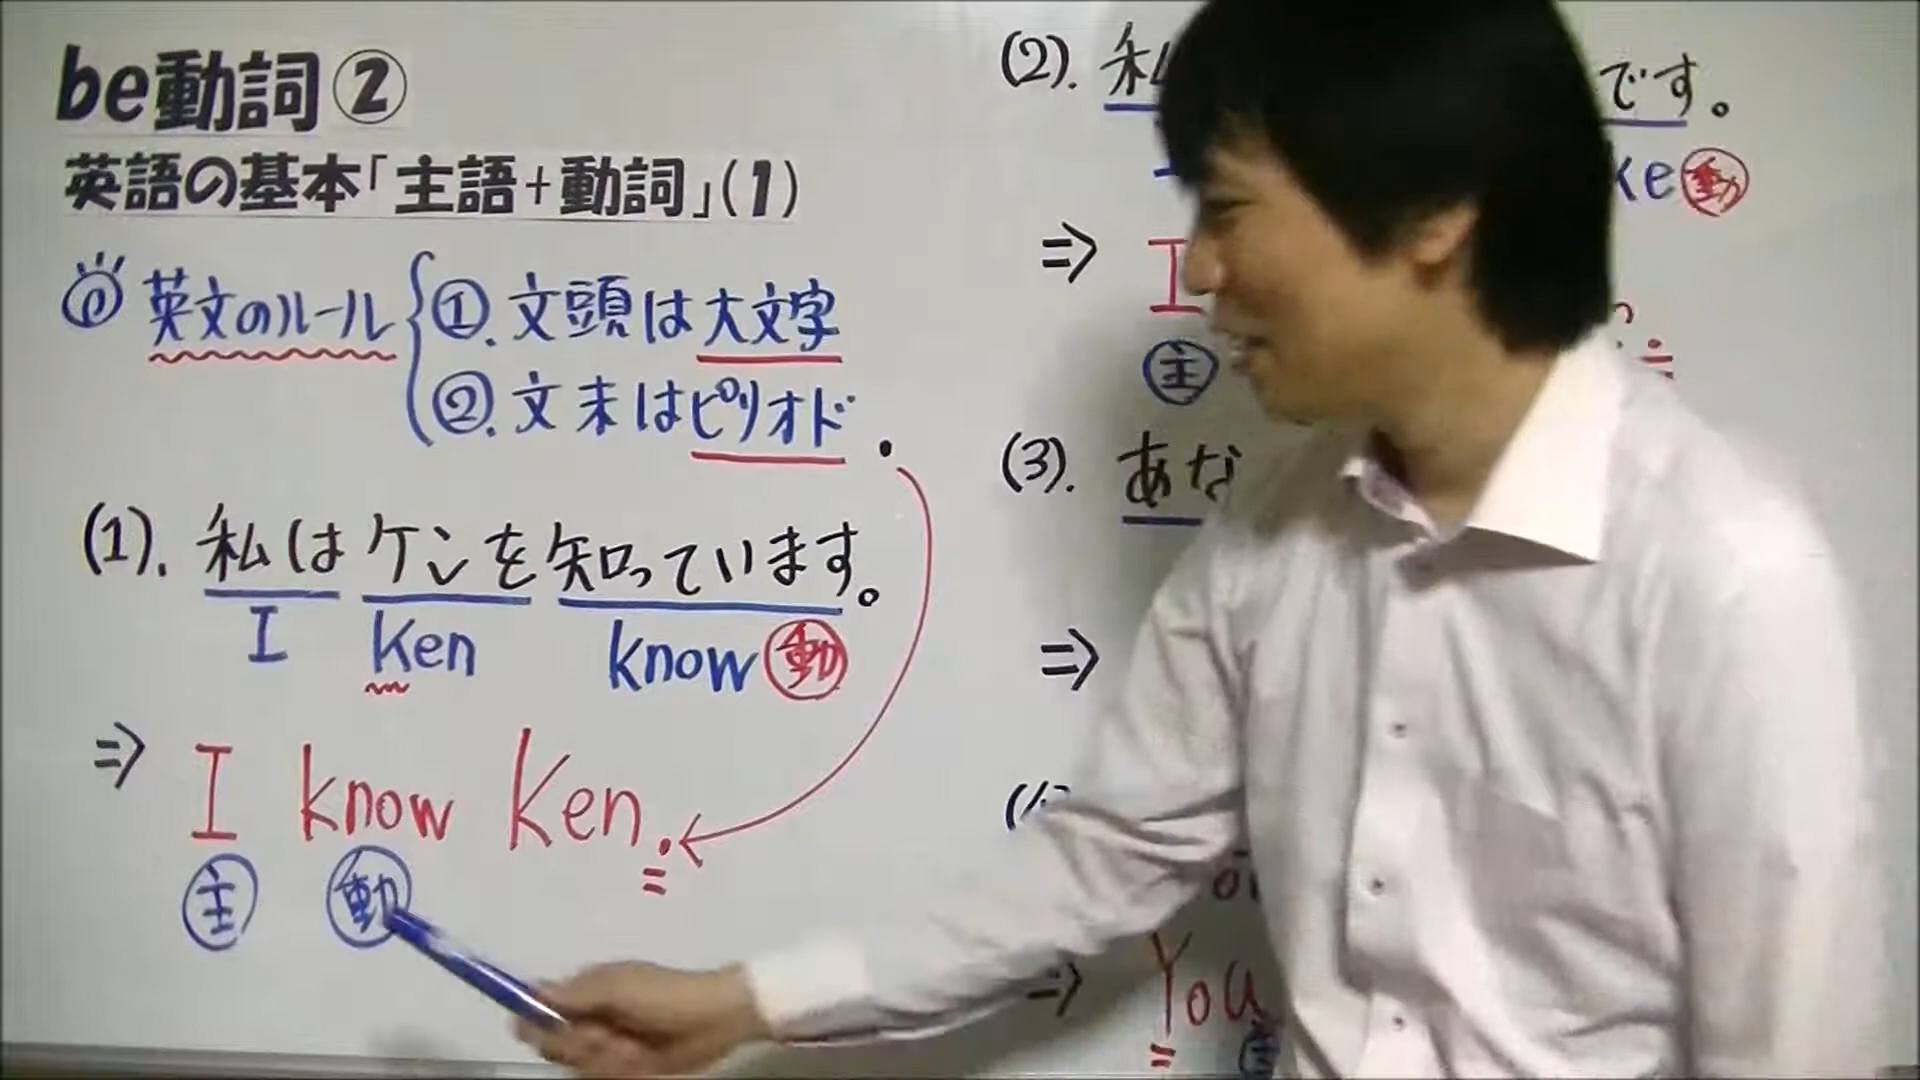 be動詞②
英語の基本「主語+動詞」(1)
英文のルール
①. 文頭は大文字
②. 文末はピリオド .
(1). 私はケンを知っています。
I Ken know 動
⇒ I know Ken.
主 動
(2). 私 です。
動
⇒ I
主
(3). あな
⇒
⇒ You